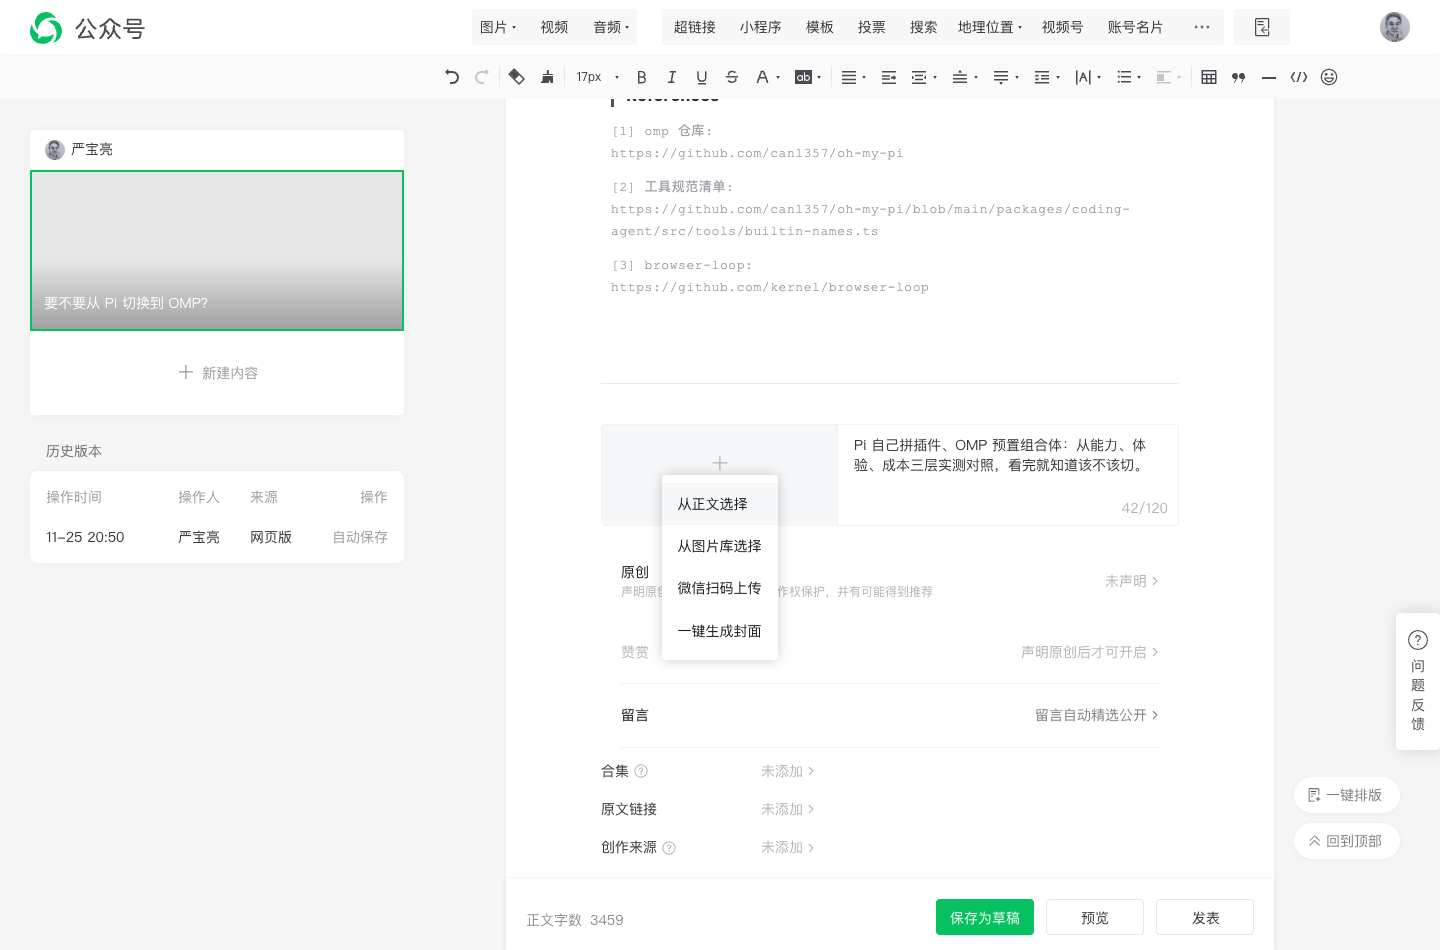 公众号
图片
视频
音频
超链接
小程序
模板
投票
搜索
地理位置
视频号
账号名片
17px
严宝亮
要不要从 Pi 切换到 OMP?
新建内容
历史版本
操作时间 操作人 来源 操作
11-25 20:50 严宝亮 网页版 自动保存
References
[1] omp 仓库:
https://github.com/can1357/oh-my-pi
[2] 工具规范清单:
https://github.com/can1357/oh-my-pi/blob/main/packages/coding-
agent/src/tools/builtin-names.ts
[3] browser-loop:
https://github.com/kernel/browser-loop
Pi 自己拼插件、OMP 预置组合体：从能力、体
验、成本三层实测对照，看完就知道该不该切。
42/120
从正文选择
从图片库选择
微信扫码上传
一键生成封面
原创
未声明
声明原创 作权保护，并有可能得到推荐
赞赏
声明原创后才可开启
留言
留言自动精选公开
合集
未添加
原文链接
未添加
创作来源
未添加
正文字数 3459
保存为草稿
预览
发表
问题反馈
一键排版
回到顶部